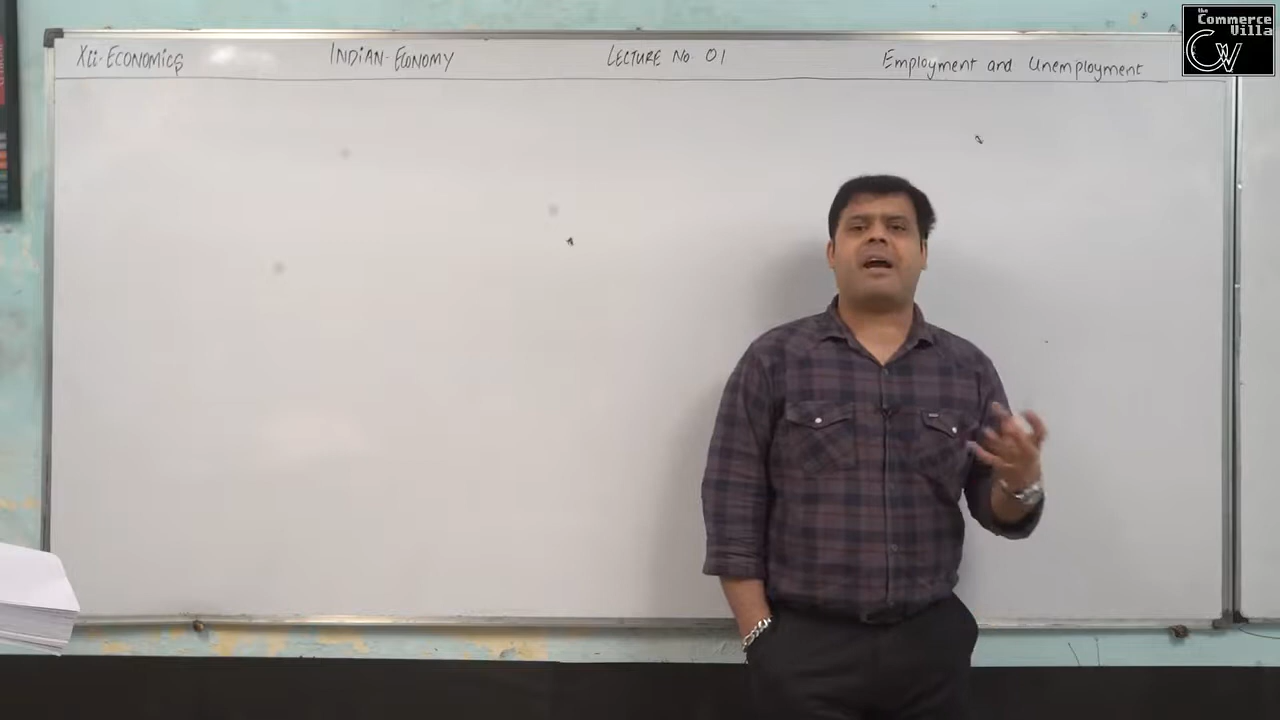 Xii-Economics INDIAN-ECONOMY LECTURE No 01 Employment and Unemployment
the
Commerce
Villa
CV